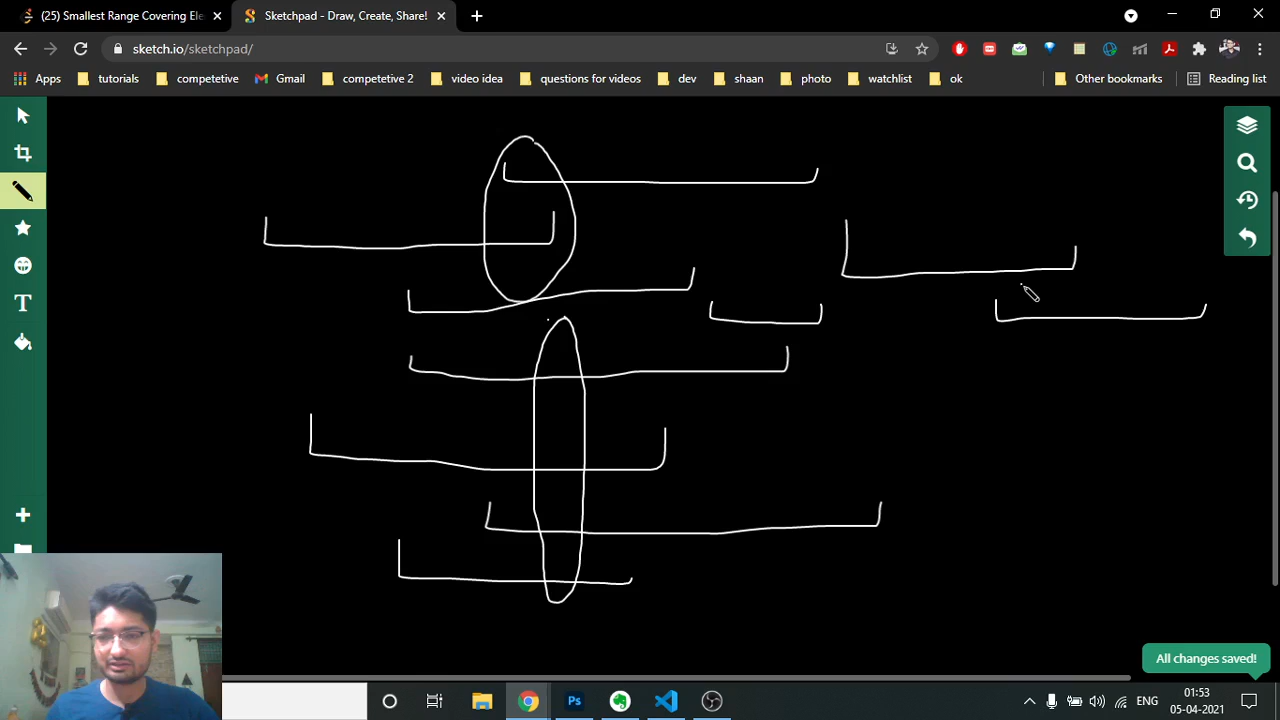 (25) Smallest Range Covering Ele
Sketchpad - Draw, Create, Share!
sketch.io/sketchpad/
Apps
tutorials
competetive
Gmail
competetive 2
video idea
questions for videos
dev
shaan
photo
watchlist
ok
Other bookmarks
Reading list
T
All changes saved!
Ps
ENG
01:53
05-04-2021